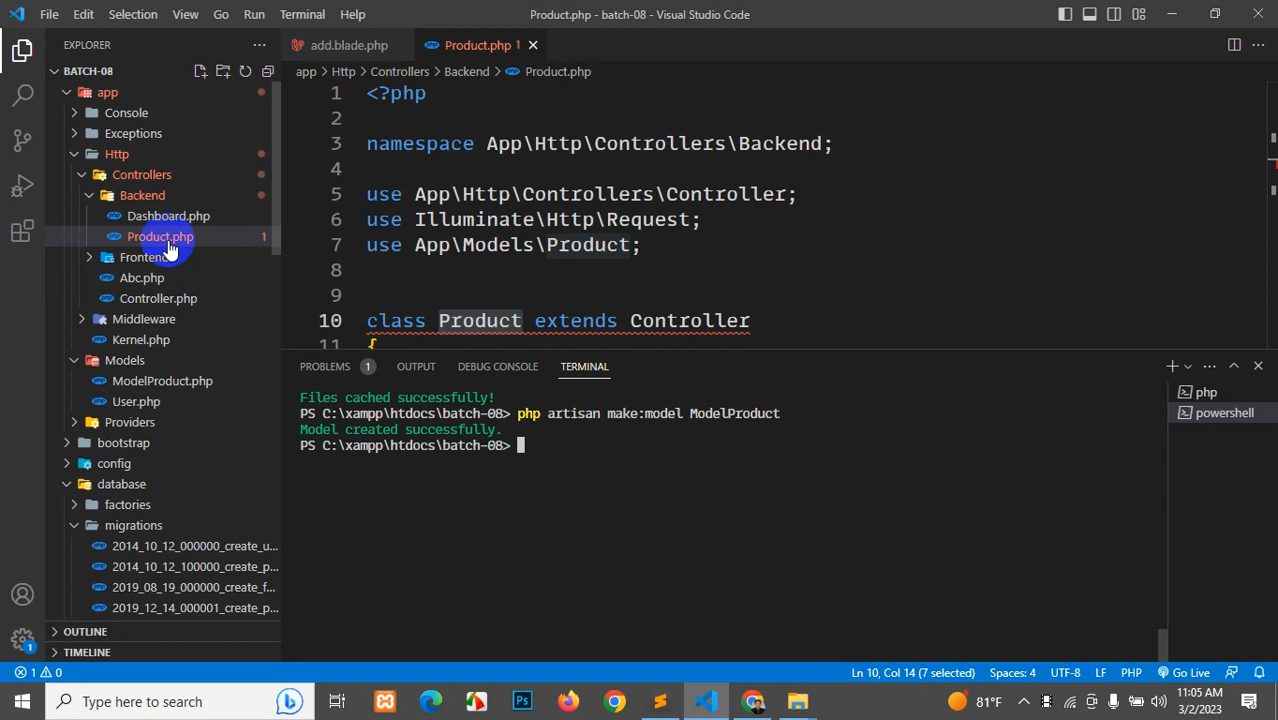 File Edit Selection View Go Run Terminal Help
Product.php - batch-08 - Visual Studio Code
EXPLORER
BATCH-08
app
Console
Exceptions
Http
Controllers
Backend
Dashboard.php
Product.php 1
Frontend
Abc.php
Controller.php
Middleware
Kernel.php
Models
ModelProduct.php
User.php
Providers
bootstrap
config
database
factories
migrations
2014_10_12_000000_create_u...
2014_10_12_100000_create_p...
2019_08_19_000000_create_f...
2019_12_14_000001_create_p...
OUTLINE
TIMELINE
add.blade.php
Product.php 1
app > Http > Controllers > Backend > Product.php
1 <?php
2
3 namespace App\Http\Controllers\Backend;
4
5 use App\Http\Controllers\Controller;
6 use Illuminate\Http\Request;
7 use App\Models\Product;
8
9
10 class Product extends Controller
11 {
PROBLEMS 1 OUTPUT DEBUG CONSOLE TERMINAL
Files cached successfully!
PS C:\xampp\htdocs\batch-08> php artisan make:model ModelProduct
Model created successfully.
PS C:\xampp\htdocs\batch-08>
php
powershell
1
1 0
Ln 10, Col 14 (7 selected) Spaces: 4 UTF-8 LF PHP Go Live
Type here to search
Ps
81°F
11:05 AM
3/2/2023